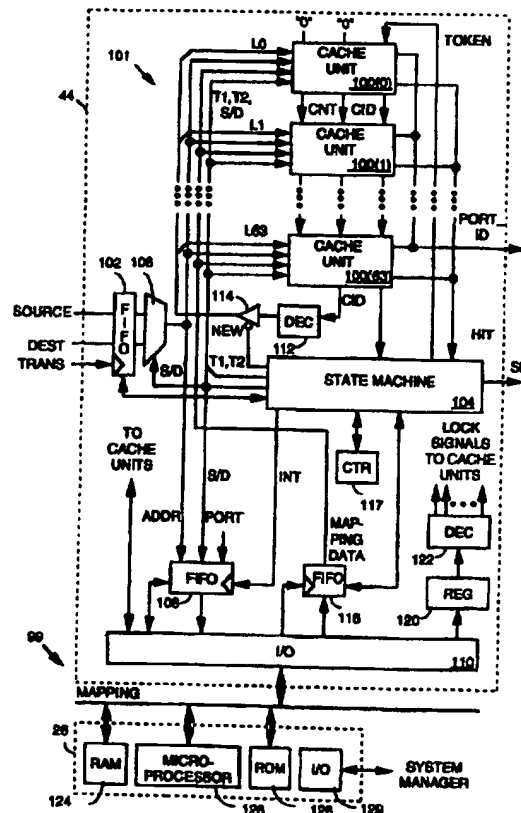 "0" "0"
TOKEN
101
L0
CACHE UNIT
100(0)
44
T1,T2, S/D
CNT CID
L1
CACHE UNIT
100(1)
PORT_ID
L63
CACHE UNIT
100(63)
102
106
114
CID
SOURCE
FIFO
NEW
DEC
112
HIT
DEST
TRANS
S/D
T1,T2
STATE MACHINE
104
TO CACHE UNITS
S/D
INT
LOCK SIGNALS TO CACHE UNITS
CTR
117
ADDR
PORT
MAP-PING DATA
DEC
122
FIFO
108
FIFO
116
REG
120
99
I/O
110
MAPPING
26
RAM
124
MICRO-PROCESSOR
126
ROM
128
I/O
129
SYSTEM MANAGER